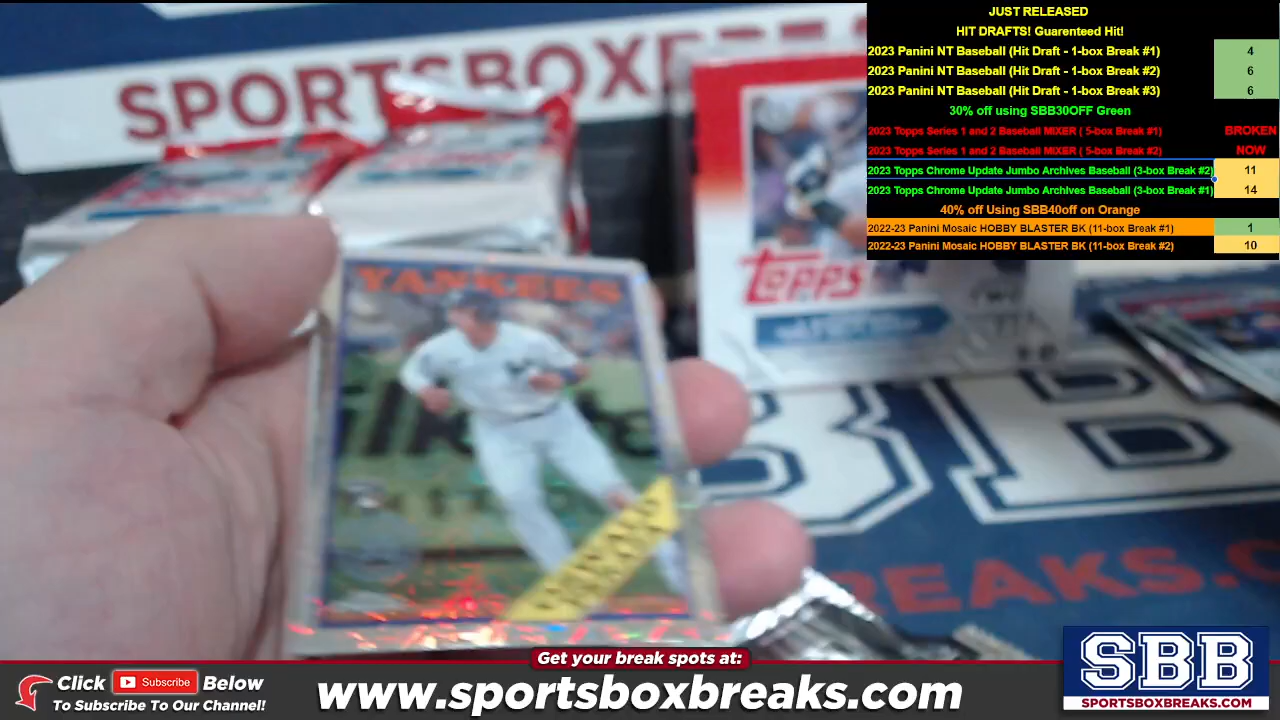 SPORTSBOXBREAKS
JUST RELEASED
HIT DRAFTS! Guarenteed Hit!
2023 Panini NT Baseball (Hit Draft - 1-box Break #1) 4
2023 Panini NT Baseball (Hit Draft - 1-box Break #2) 6
2023 Panini NT Baseball (Hit Draft - 1-box Break #3) 6
30% off using SBB30OFF Green
2023 Topps Series 1 and 2 Baseball MIXER ( 5-box Break #1) BROKEN
2023 Topps Series 1 and 2 Baseball MIXER ( 5-box Break #2) NOW
2023 Topps Chrome Update Jumbo Archives Baseball (3-box Break #2) 11
2023 Topps Chrome Update Jumbo Archives Baseball (3-box Break #1) 14
40% off Using SBB40off on Orange
2022-23 Panini Mosaic HOBBY BLASTER BK (11-box Break #1) 1
2022-23 Panini Mosaic HOBBY BLASTER BK (11-box Break #2) 10
YANKEES
Topps
BREAKS.C
Get your break spots at:
Click Subscribe Below
To Subscribe To Our Channel!
www.sportsboxbreaks.com
SBB
SPORTSBOXBREAKS.COM